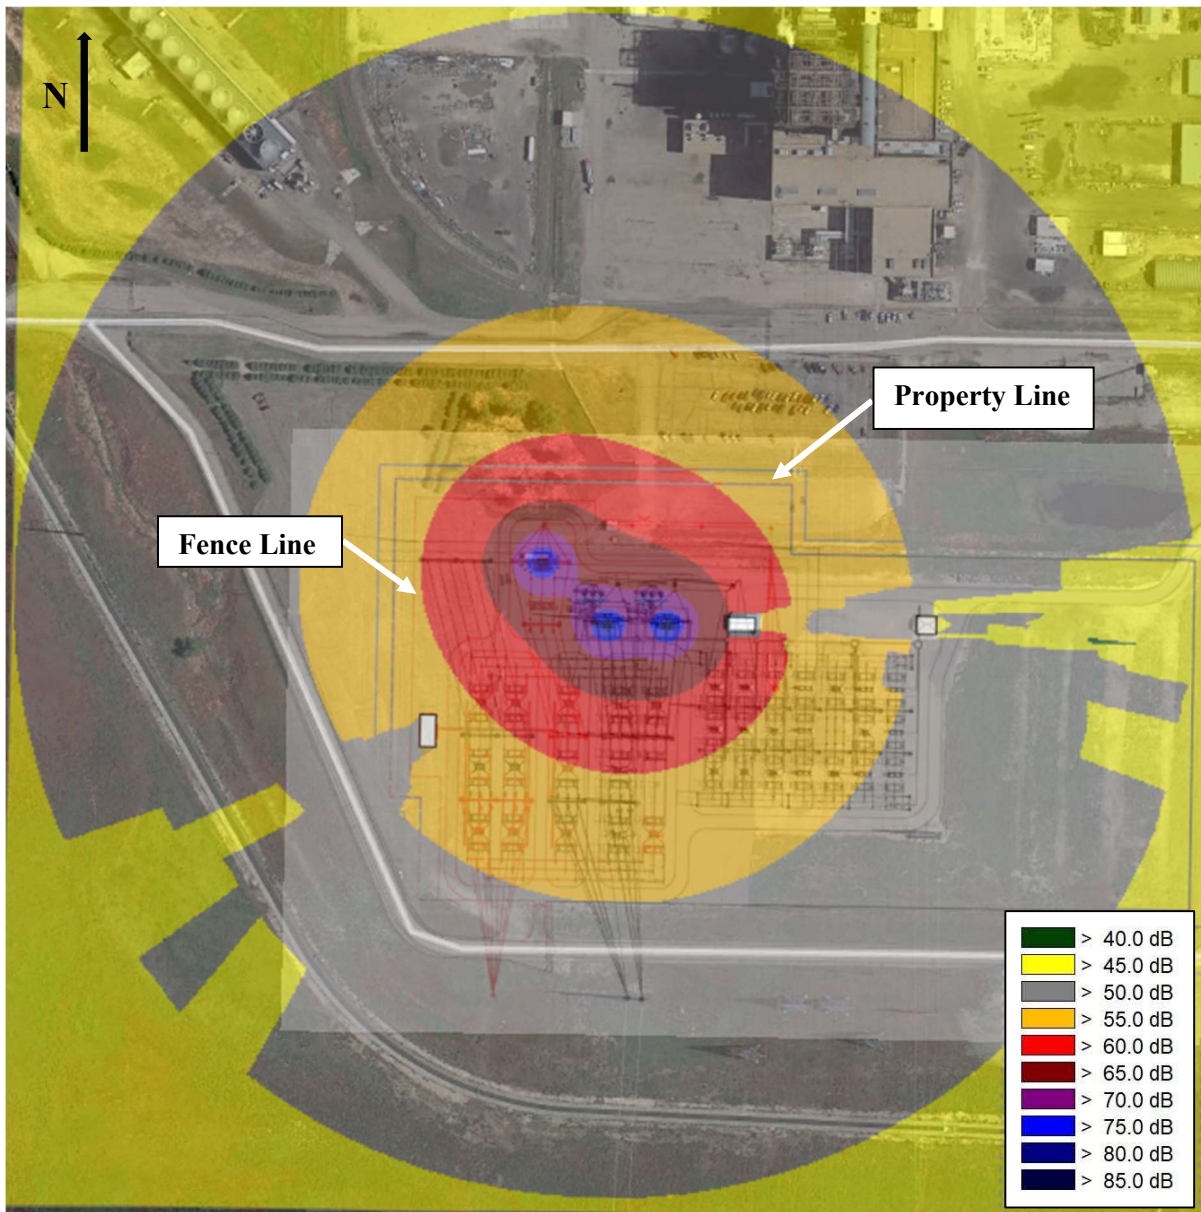 N
Property Line
Fence Line
> 40.0 dB
> 45.0 dB
> 50.0 dB
> 55.0 dB
> 60.0 dB
> 65.0 dB
> 70.0 dB
> 75.0 dB
> 80.0 dB
> 85.0 dB